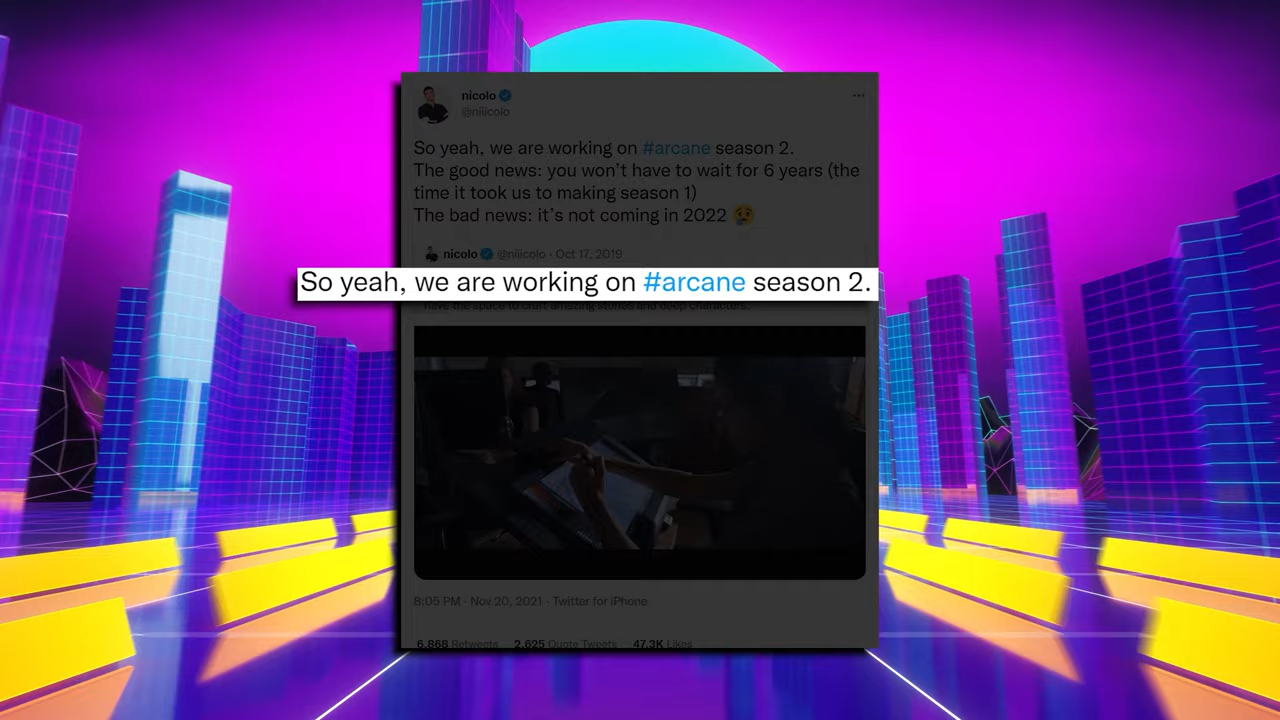 nicolo
@niiicolo
So yeah, we are working on #arcane season 2.
The good news: you won't have to wait for 6 years (the
time it took us to making season 1)
The bad news: it's not coming in 2022 😢
nicolo @niiicolo · Oct 17, 2019
So yeah, we are working on #arcane season 2.
have the space to craft amazing stories and deep characters.
8:05 PM · Nov 20, 2021 · Twitter for iPhone
6,868 Retweets 2,625 Quote Tweets 47.3K Likes